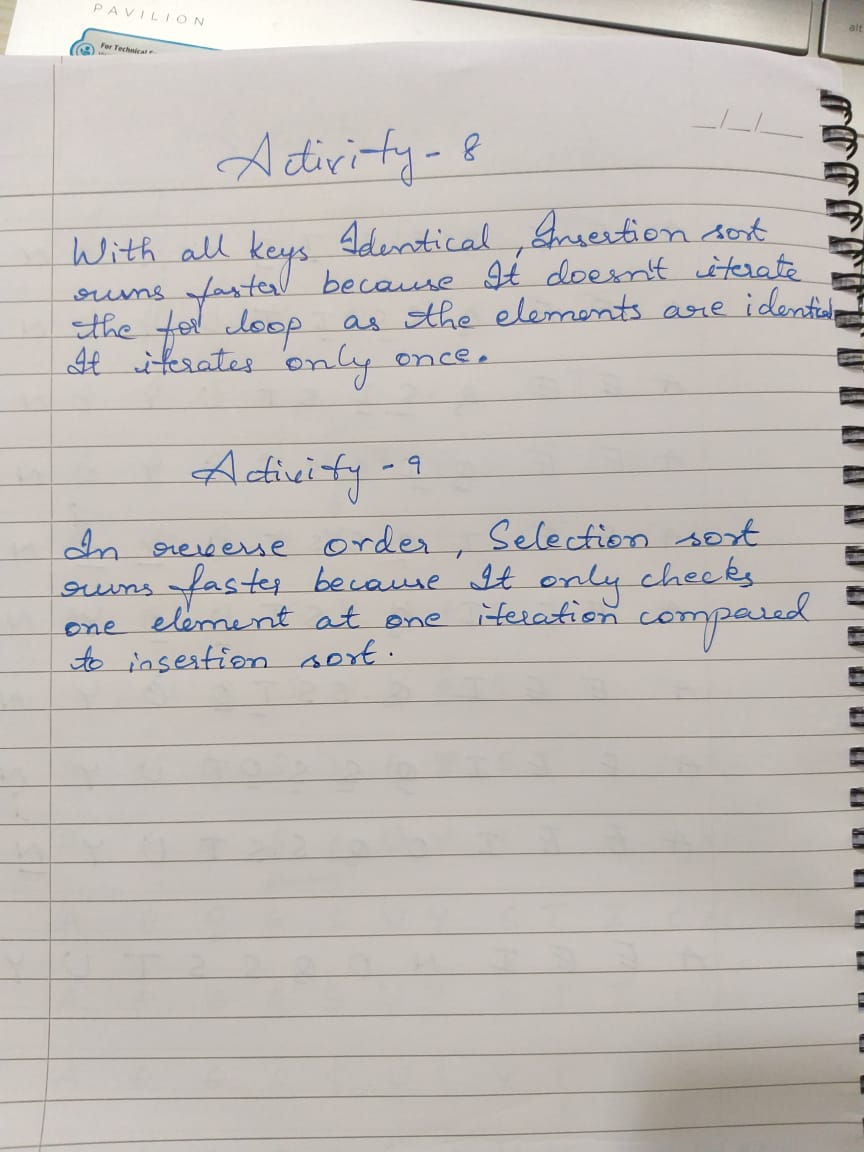 PAVILION
For Technical
alt
Activity - 8
With all keys Identical, Insertion sort
runs faster because It doesn't iterate
the for loop as the elements are identical
It iterates only once.
Activity - 9
In reverse order, Selection sort
runs faster because It only checks
one element at one iteration compared
to insertion sort.